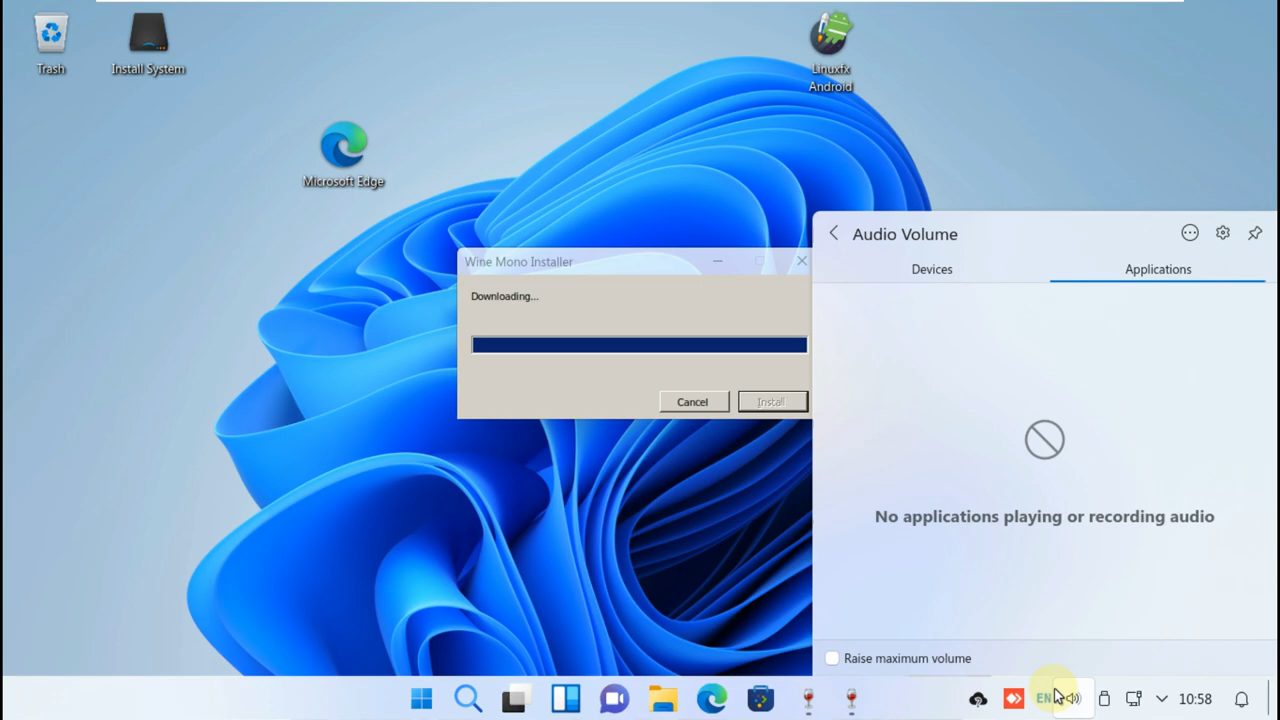 Trash
Install System
Linuxfx
Android
Microsoft Edge
Audio Volume
Devices
Applications
Wine Mono Installer
Downloading...
Cancel
Install
No applications playing or recording audio
Raise maximum volume
EN
10:58